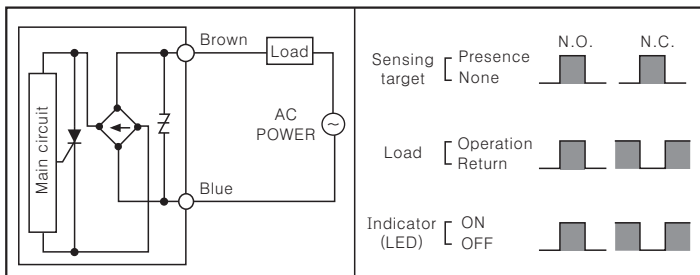 Main circuit
Brown
Load
AC
POWER
~
Blue
N.O.
N.C.
Sensing
target
Presence
None
Load
Operation
Return
Indicator
(LED)
ON
OFF